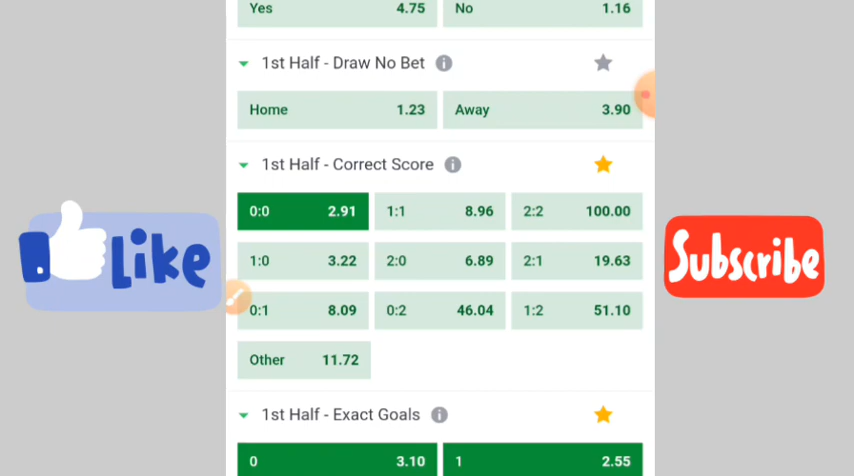 Yes 4.75 No 1.16
1st Half - Draw No Bet
Home 1.23 Away 3.90
1st Half - Correct Score
0:0 2.91 1:1 8.96 2:2 100.00
Like
Subscribe
1:0 3.22 2:0 6.89 2:1 19.63
0:1 8.09 0:2 46.04 1:2 51.10
Other 11.72
1st Half - Exact Goals
0 3.10 1 2.55